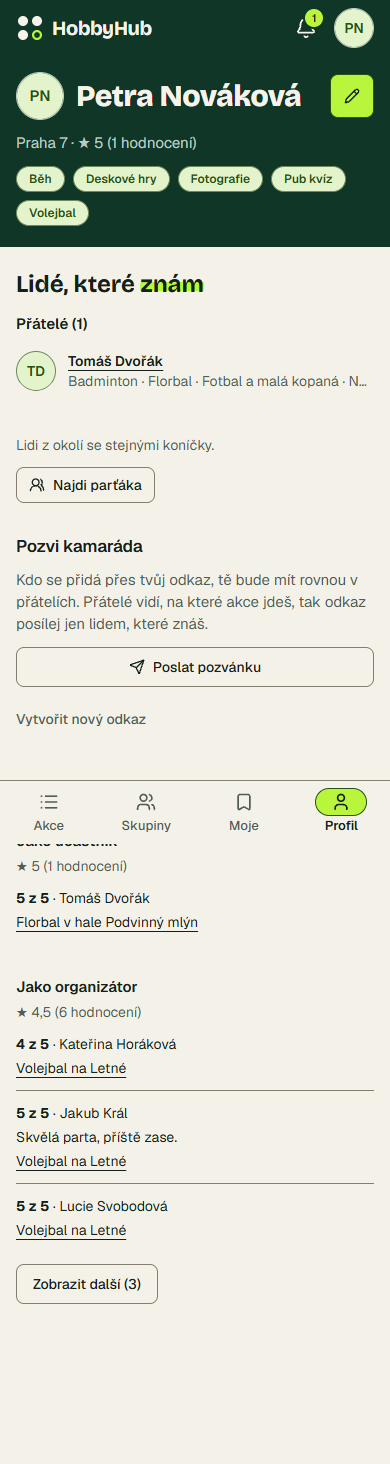 HobbyHub
1
PN
PN
Petra Nováková
Praha 7 · ★ 5 (1 hodnocení)
Běh
Deskové hry
Fotografie
Pub kvíz
Volejbal
Lidé, které znám
Přátelé (1)
TD
Tomáš Dvořák
Badminton · Florbal · Fotbal a malá kopaná · N…
Lidi z okolí se stejnými koníčky.
Najdi parťáka
Pozvi kamaráda
Kdo se přidá přes tvůj odkaz, tě bude mít rovnou v
přátelích. Přátelé vidí, na které akce jdeš, tak odkaz
posílej jen lidem, které znáš.
Poslat pozvánku
Vytvořit nový odkaz
Akce
Skupiny
Moje
Profil
★ 5 (1 hodnocení)
5 z 5 · Tomáš Dvořák
Florbal v hale Podvinný mlýn
Jako organizátor
★ 4,5 (6 hodnocení)
4 z 5 · Kateřina Horáková
Volejbal na Letné
5 z 5 · Jakub Král
Skvělá parta, příště zase.
Volejbal na Letné
5 z 5 · Lucie Svobodová
Volejbal na Letné
Zobrazit další (3)